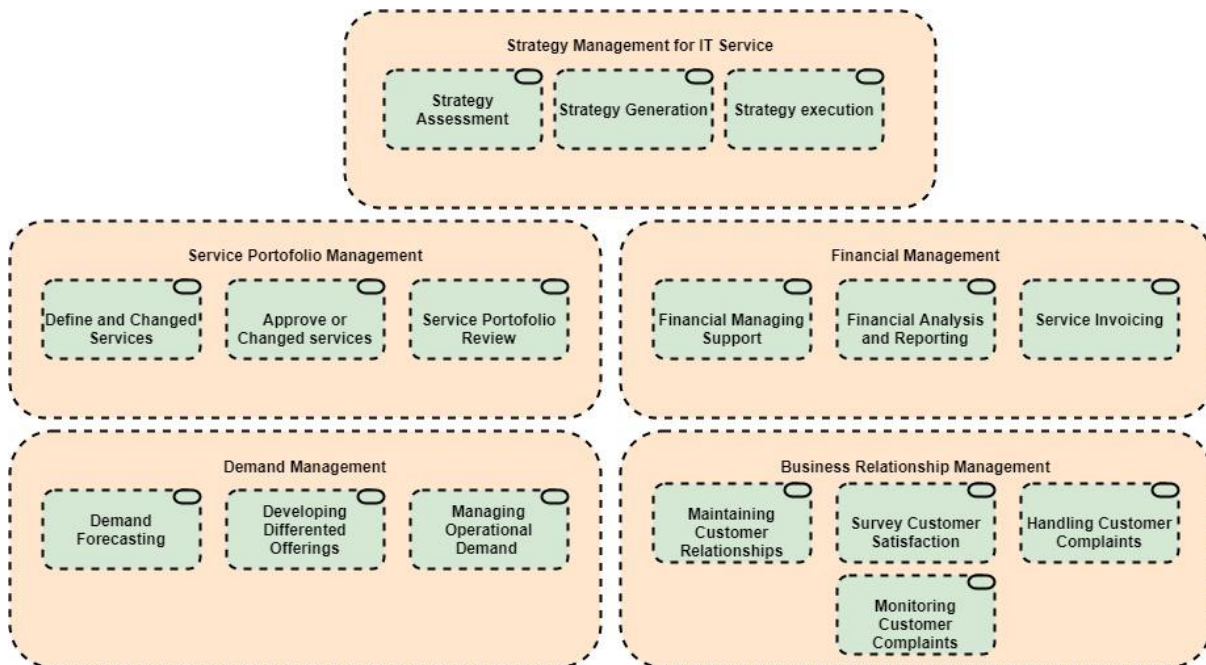 Strategy Management for IT Service
Strategy
Assessment
Strategy Generation
Strategy execution
Service Portofolio Management
Define and Changed
Services
Approve or
Changed services
Service Portofolio
Review
Financial Management
Financial Managing
Support
Financial Analysis
and Reporting
Service Invoicing
Demand Management
Demand
Forecasting
Developing
Differented
Offerings
Managing
Operational
Demand
Business Relationship Management
Maintaining
Customer
Relationships
Survey Customer
Satisfaction
Handling Customer
Complaints
Monitoring
Customer
Complaints